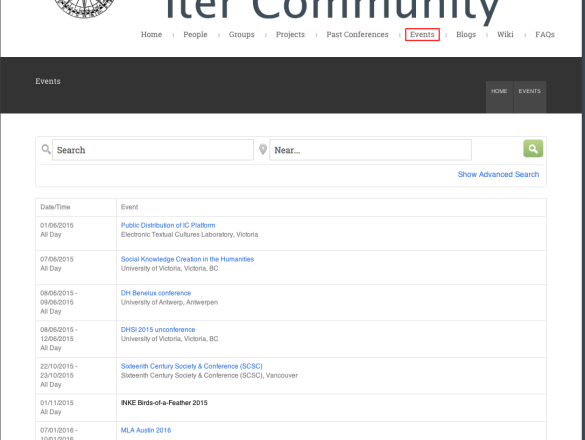 Iter Community
Home People Groups Projects Past Conferences Events Blogs Wiki FAQs
Events
HOME EVENTS
Search Near...
Show Advanced Search
Date/Time Event
01/06/2015 Public Distribution of IC Platform
All Day Electronic Textual Cultures Laboratory, Victoria
07/06/2015 Social Knowledge Creation in the Humanities
All Day University of Victoria, Victoria, BC
08/06/2015 - DH Benelux conference
09/06/2015 University of Antwerp, Antwerpen
All Day
08/06/2015 - DHSI 2015 unconference
12/06/2015 University of Victoria, Victoria, BC
All Day
22/10/2015 - Sixteenth Century Society & Conference (SCSC)
23/10/2015 Sixteenth Century Society & Conference (SCSC), Vancouver
All Day
01/11/2015 INKE Birds-of-a-Feather 2015
All Day
07/01/2016 - MLA Austin 2016
10/01/2016